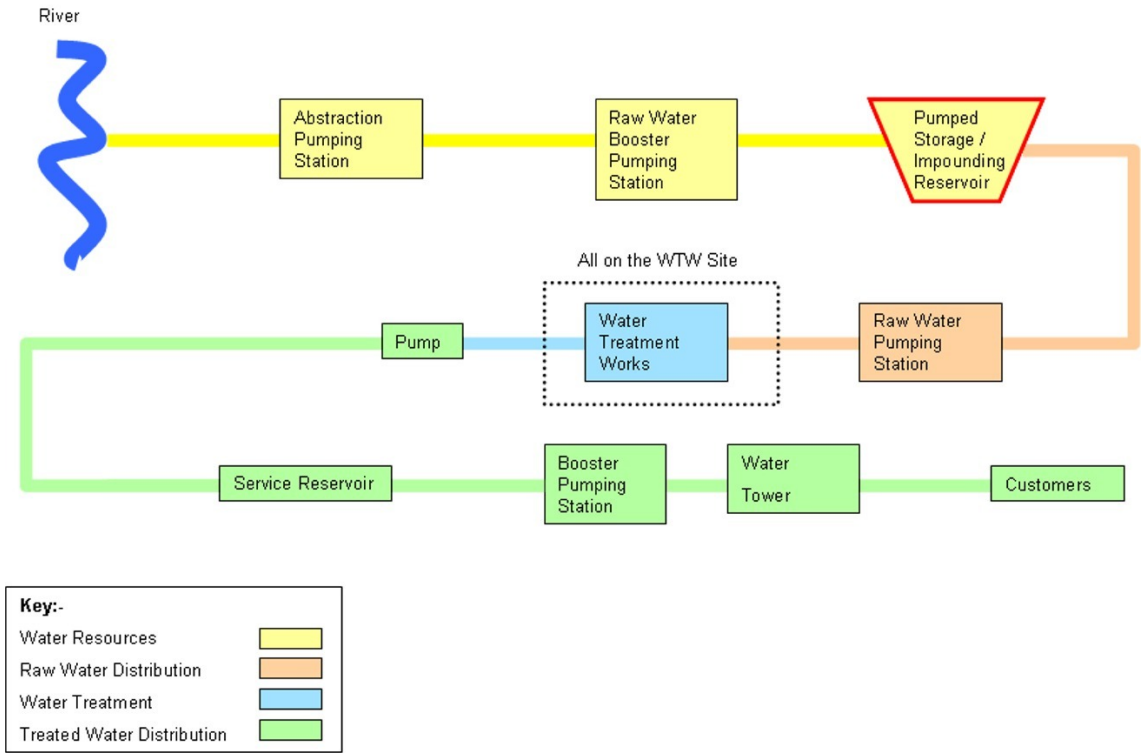 River
Abstraction
Pumping
Station
Raw Water
Booster
Pumping
Station
Pumped
Storage /
Impounding
Reservoir
All on the WTW Site
Pump
Water
Treatment
Works
Raw Water
Pumping
Station
Service Reservoir
Booster
Pumping
Station
Water
Tower
Customers
Key:-
Water Resources
Raw Water Distribution
Water Treatment
Treated Water Distribution